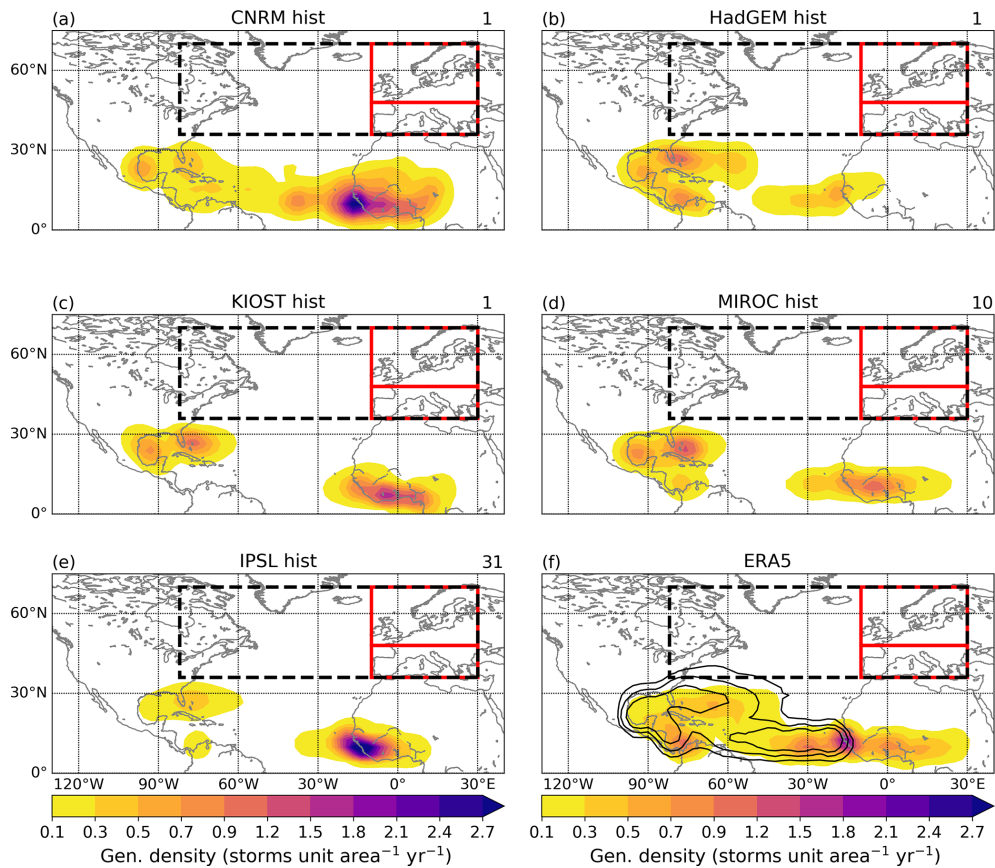 (a) CNRM hist 1
(b) HadGEM hist 1
60°N
30°N
0°
(c) KIOST hist 1
(d) MIROC hist 10
60°N
30°N
0°
(e) IPSL hist 31
(f) ERA5
60°N
30°N
0°
120°W 90°W 60°W 30°W 0° 30°E
120°W 90°W 60°W 30°W 0° 30°E
0.1 0.3 0.5 0.7 0.9 1.2 1.5 1.8 2.1 2.4 2.7
0.1 0.3 0.5 0.7 0.9 1.2 1.5 1.8 2.1 2.4 2.7
Gen. density (storms unit area⁻¹ yr⁻¹)
Gen. density (storms unit area⁻¹ yr⁻¹)